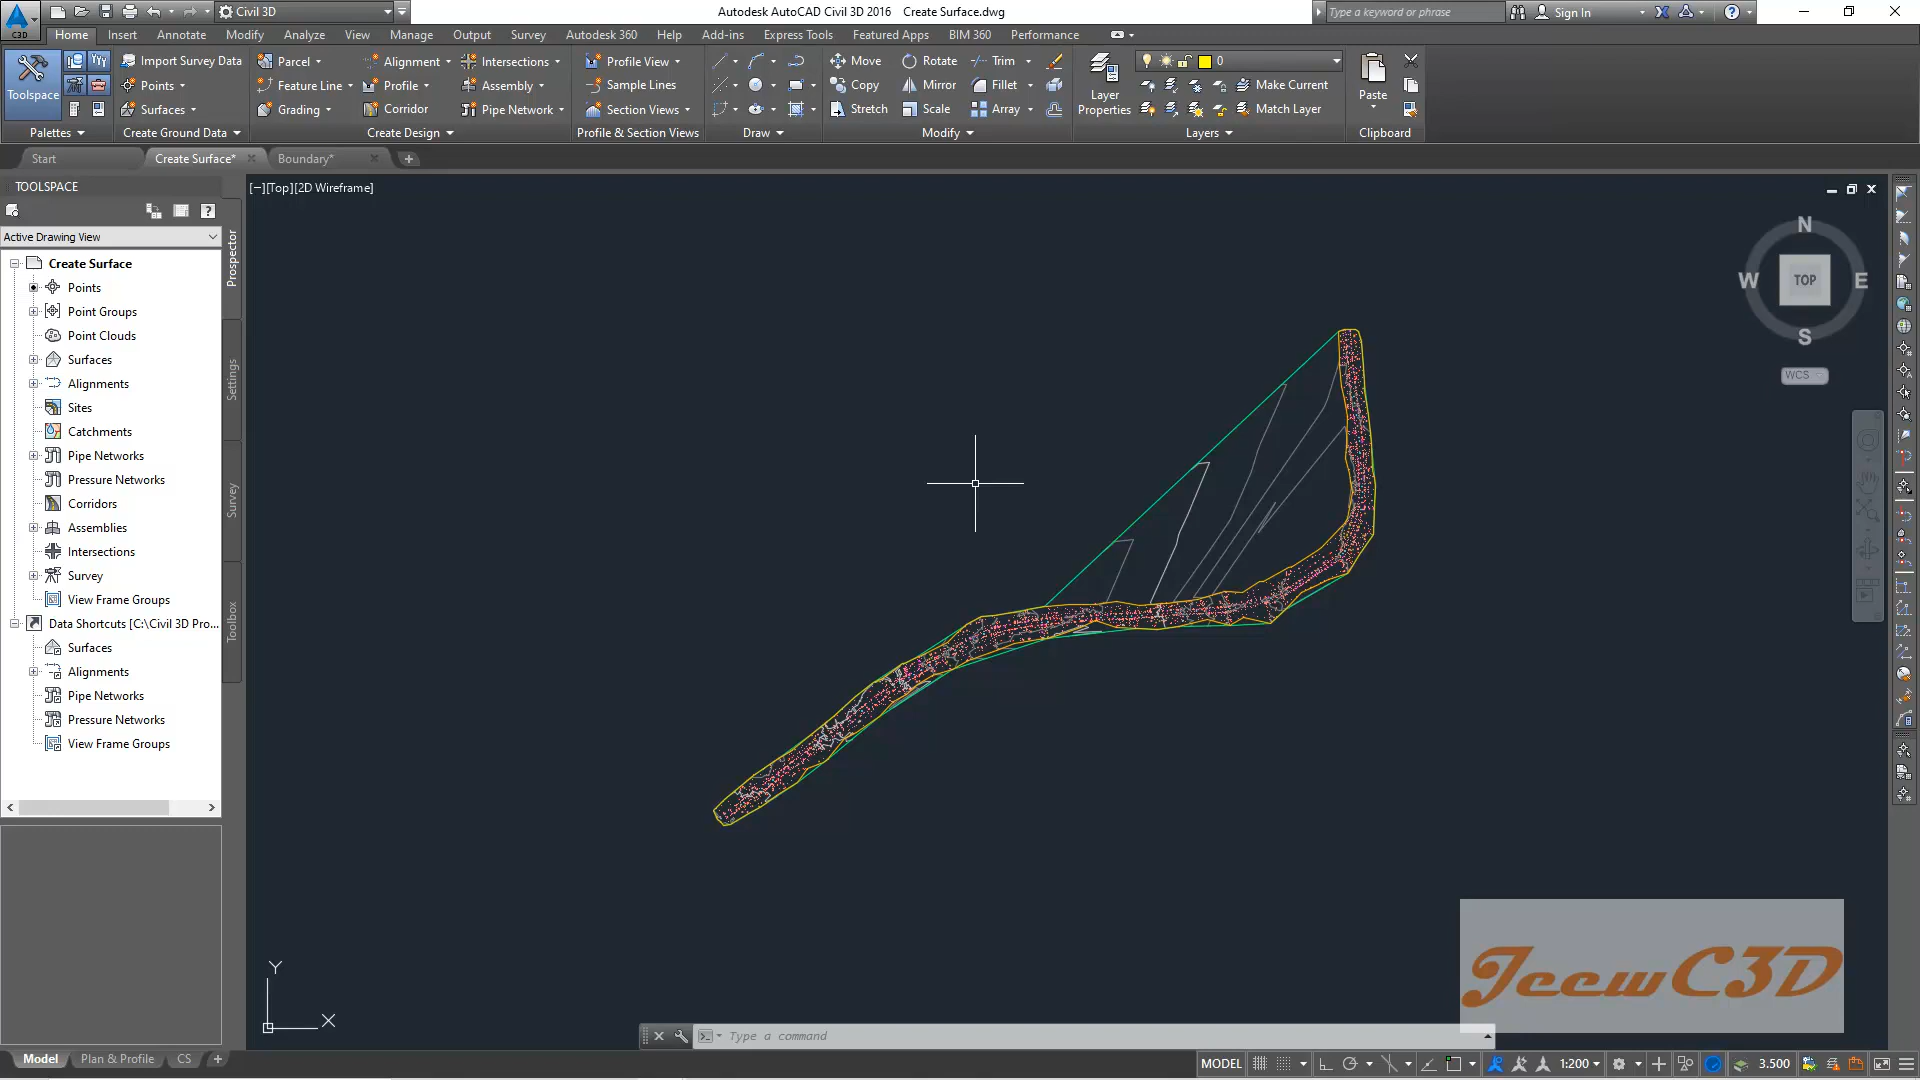 C3D
Civil 3D
Autodesk AutoCAD Civil 3D 2016 Create Surface.dwg
Type a keyword or phrase
Sign In
Home Insert Annotate Modify Analyze View Manage Output Survey Autodesk 360 Help Add-ins Express Tools Featured Apps BIM 360 Performance
Toolspace
Palettes
Import Survey Data
Points
Surfaces
Create Ground Data
Parcel
Feature Line
Grading
Alignment
Profile
Corridor
Intersections
Assembly
Pipe Network
Create Design
Profile View
Sample Lines
Section Views
Profile & Section Views
Draw
Move
Copy
Stretch
Rotate
Mirror
Scale
Trim
Fillet
Array
Modify
Layer
Properties
0
Make Current
Match Layer
Layers
Paste
Clipboard
Start
Create Surface*
Boundary*
TOOLSPACE
Active Drawing View
Create Surface
Points
Point Groups
Point Clouds
Surfaces
Alignments
Sites
Catchments
Pipe Networks
Pressure Networks
Corridors
Assemblies
Intersections
Survey
View Frame Groups
Data Shortcuts [C:\Civil 3D Pro...
Surfaces
Alignments
Pipe Networks
Pressure Networks
View Frame Groups
Prospector
Settings
Survey
Toolbox
[−][Top][2D Wireframe]
N
W
TOP
E
S
WCS
Y
X
JeewC3D
Type a command
Model
Plan & Profile
CS
MODEL
1:200
3.500